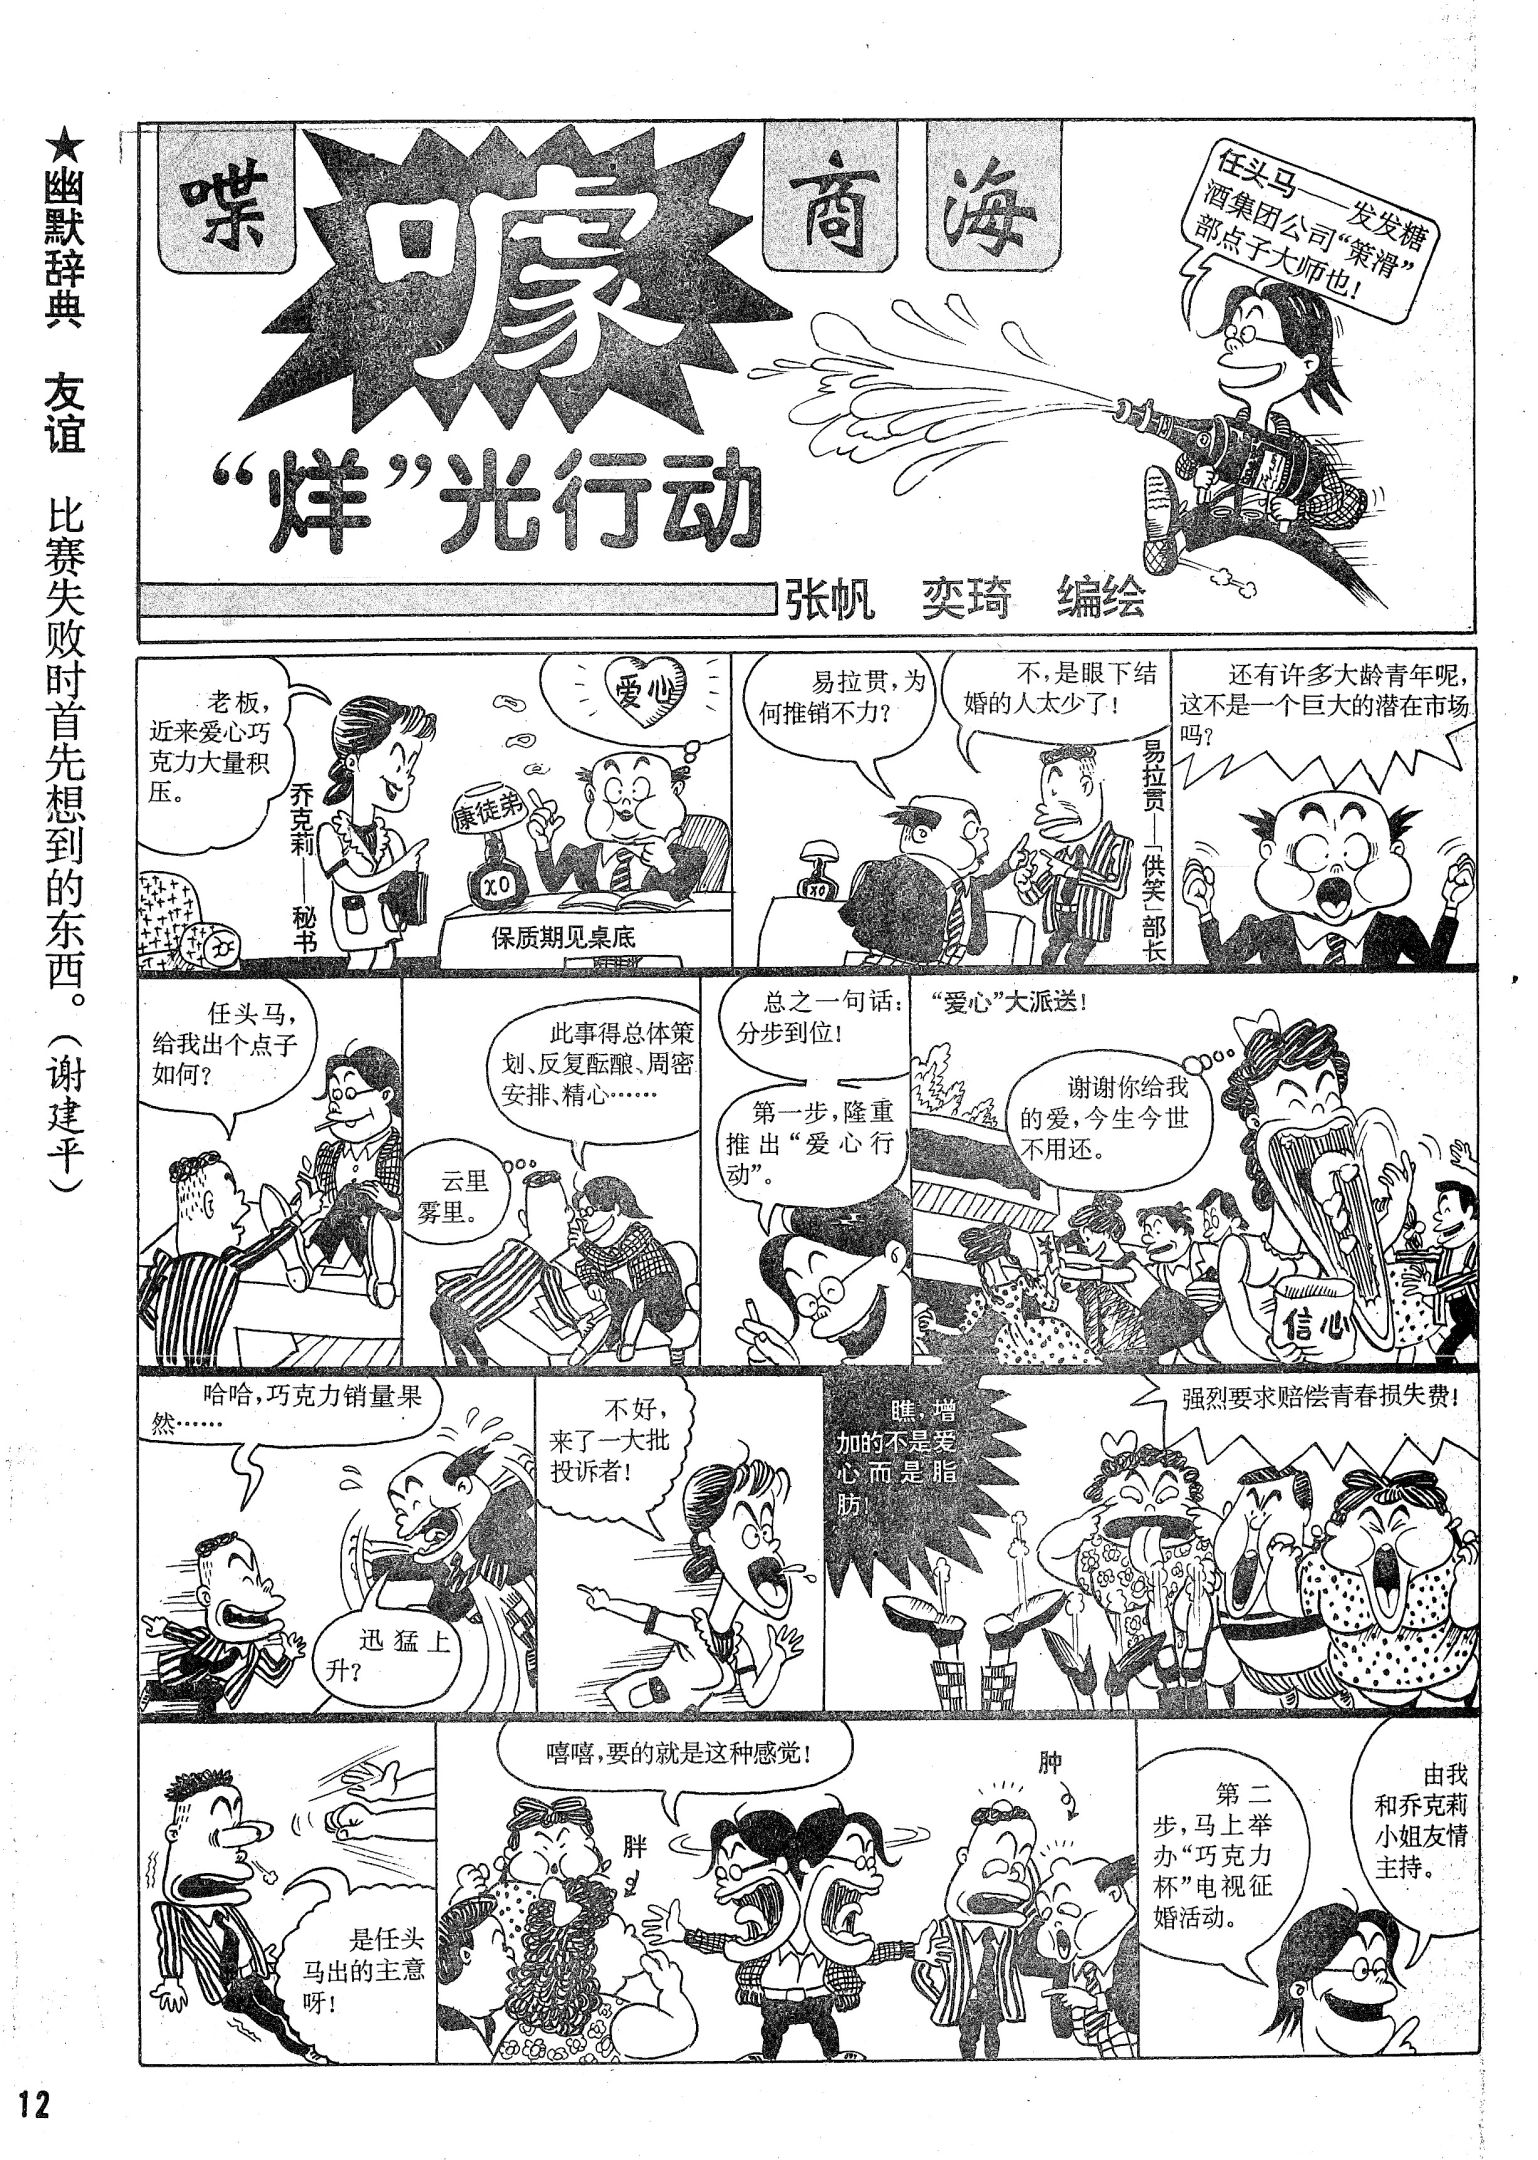 ★幽默辞典 友谊 比赛失败时首先想到的东西。（谢建平）
喋
噱
商
海
任头马——发发糖
酒集团公司“策滑”
部点子大师也！
“烊”光行动
张帆 奕琦 编绘
老板，
近来爱心巧
克力大量积
压。
乔克莉——秘书
爱心
康徒弟
XO
保质期见桌底
易拉贯，为
何推销不力？
不，是眼下结
婚的人太少了！
易拉贯——「供笑」部长
XO
还有许多大龄青年呢，
这不是一个巨大的潜在市场
吗？
任头马，
给我出个点子
如何？
此事得总体策
划、反复酝酿、周密
安排、精心……
云里
雾里。
总之一句话：
分步到位！
第一步，隆重
推出“爱心行
动”。
“爱心”大派送！
谢谢你给我
的爱，今生今世
不用还。
信心
哈哈，巧克力销量果
然……
迅猛上
升？
不好，
来了一大批
投诉者！
瞧，增
加的不是爱
心而是脂
肪！
强烈要求赔偿青春损失费！
是任头
马出的主意
呀！
嘻嘻，要的就是这种感觉！
胖
肿
第二
步，马上举
办“巧克力
杯”电视征
婚活动。
由我
和乔克莉
小姐友情
主持。
12